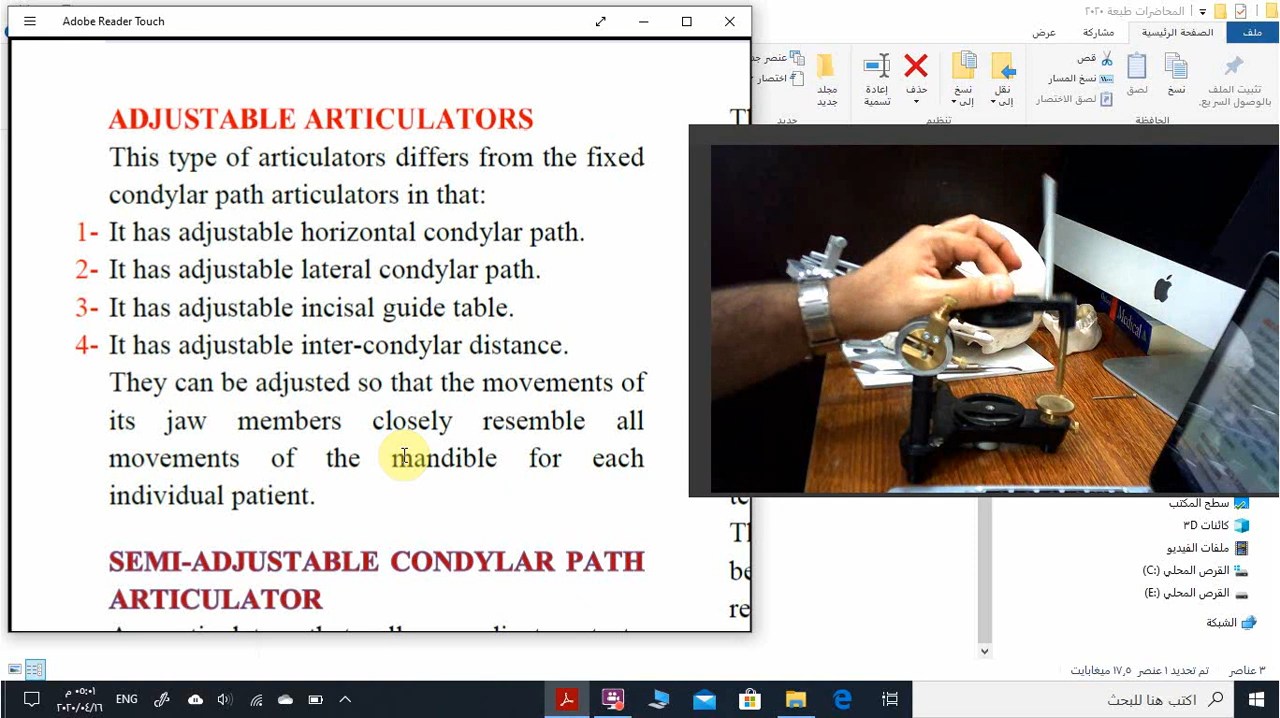 Adobe Reader Touch
ADJUSTABLE ARTICULATORS
This type of articulators differs from the fixed
condylar path articulators in that:
1- It has adjustable horizontal condylar path.
2- It has adjustable lateral condylar path.
3- It has adjustable incisal guide table.
4- It has adjustable inter-condylar distance.
They can be adjusted so that the movements of
its jaw members closely resemble all
movements of the mandible for each
individual patient.
SEMI-ADJUSTABLE CONDYLAR PATH
ARTICULATOR
المحاضرات طبعة ٢٠٢٠
ملف
الصفحة الرئيسية
مشاركة
عرض
تثبيت الملف
بالوصول السريع.
نسخ
لصق
قص
نسخ المسار
لصق الاختصار
الحافظة
نقل
إلى
نسخ
إلى
حذف
إعادة
تسمية
تنظيم
مجلد
جديد
جديد
Medical
سطح المكتب
كائنات 3D
ملفات الفيديو
القرص المحلي (C:)
القرص المحلي (E:)
الشبكة
٣ عناصر
تم تحديد ١ عنصر ١٧,٥ ميغابايت
اكتب هنا للبحث
ENG
٠٥:٠١ م
٢٠٢٠/٠٤/١٦